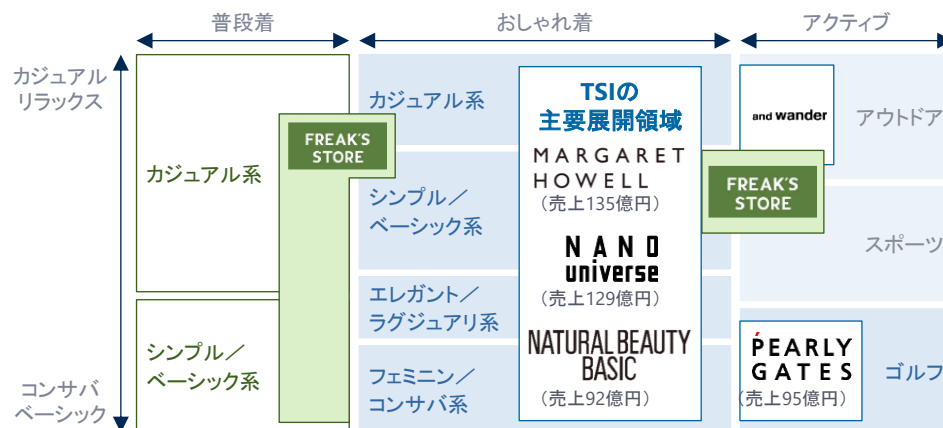 普段着
おしゃれ着
アクティブ
カジュアル
リラックス
コンサバ
ベーシック
カジュアル系
シンプル／
ベーシック系
FREAK'S
STORE
カジュアル系
シンプル／
ベーシック系
エレガント／
ラグジュアリ系
フェミニン／
コンサバ系
TSIの
主要展開領域
MARGARET
HOWELL
（売上135億円）
NANO
universe
（売上129億円）
NATURAL BEAUTY
BASIC
（売上92億円）
and wander
アウトドア
FREAK'S
STORE
スポーツ
PEARLY
GATES
（売上95億円）
ゴルフ